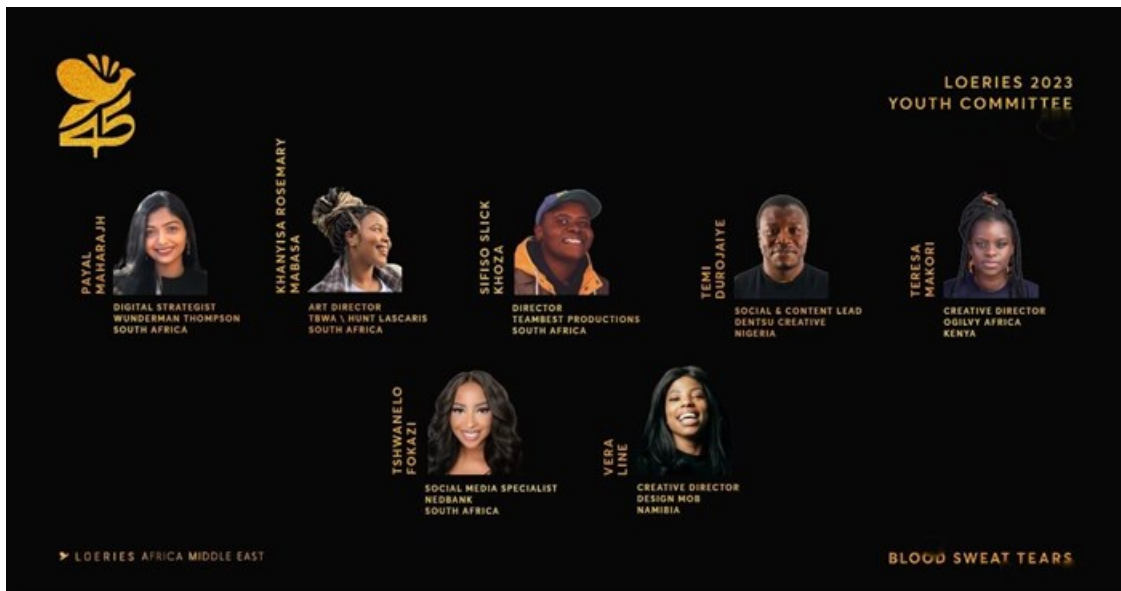 45
LOERIES 2023
YOUTH COMMITTEE
PAYAL
MAHARAJH
DIGITAL STRATEGIST
WUNDERMAN THOMPSON
SOUTH AFRICA
KHANYISA ROSEMARY
MABASA
ART DIRECTOR
TBWA \ HUNT LASCARIS
SOUTH AFRICA
SIFISO SLICK
KHOZA
DIRECTOR
TEAMBEST PRODUCTIONS
SOUTH AFRICA
TEMI
DUROJAIYE
SOCIAL & CONTENT LEAD
DENTSU CREATIVE
NIGERIA
TERESA
MAKORI
CREATIVE DIRECTOR
OGILVY AFRICA
KENYA
TSHWANELO
FOKAZI
SOCIAL MEDIA SPECIALIST
NEDBANK
SOUTH AFRICA
VERA
LINE
CREATIVE DIRECTOR
DESIGN MOB
NAMIBIA
LOERIES AFRICA MIDDLE EAST
BLOOD SWEAT TEARS